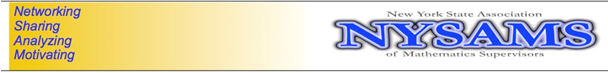 Networking
Sharing
Analyzing
Motivating
New York State Association
NYSAMS
of Mathematics Supervisors